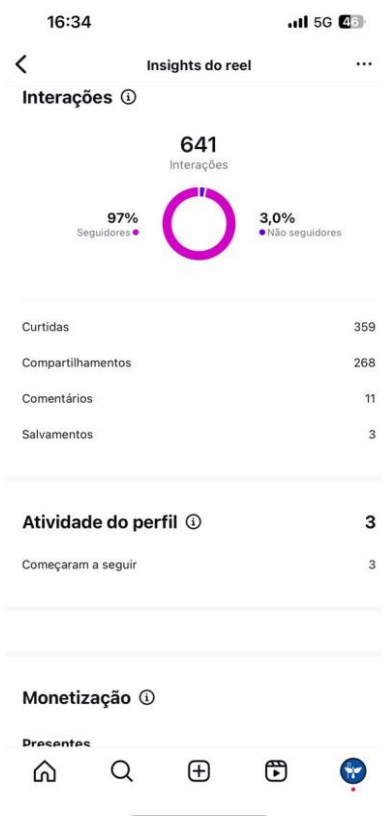 16:34
5G 46
Insights do reel
Interações
641
Interações
97%
Seguidores
3,0%
Não seguidores
Curtidas 359
Compartilhamentos 268
Comentários 11
Salvamentos 3
Atividade do perfil 3
Começaram a seguir 3
Monetização
Presentes